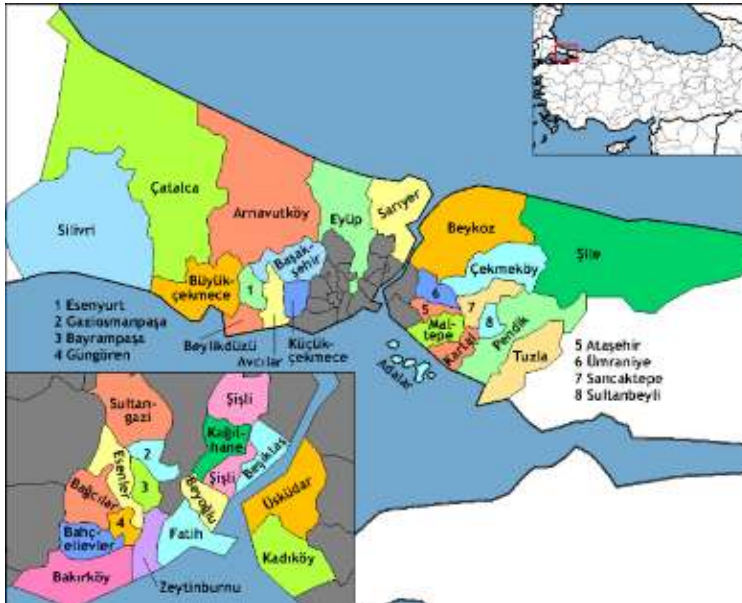 Silivri
Çatalca
Arnavutköy
Eyüp
Sarıyer
Büyük-
çekmece
Başak-
şehir
1
Beylikdüzü
Avcılar
Küçük-
çekmece
1 Esenyurt
2 Gaziosmanpaşa
3 Bayrampaşa
4 Güngören
Beykoz
Şile
Çekmeköy
6
7
5
8
Mal-
tepe
Kartal
Pendik
Tuzla
Adalar
5 Ataşehir
6 Ümraniye
7 Sancaktepe
8 Sultanbeyli
Sultan-
gazi
Şişli
Kağıt-
hane
Beşiktaş
Esenler
2
3
Şişli
Beyoğlu
Bağcılar
4
Üsküdar
Bahç-
elievler
Fatih
Kadıköy
Bakırköy
Zeytinburnu